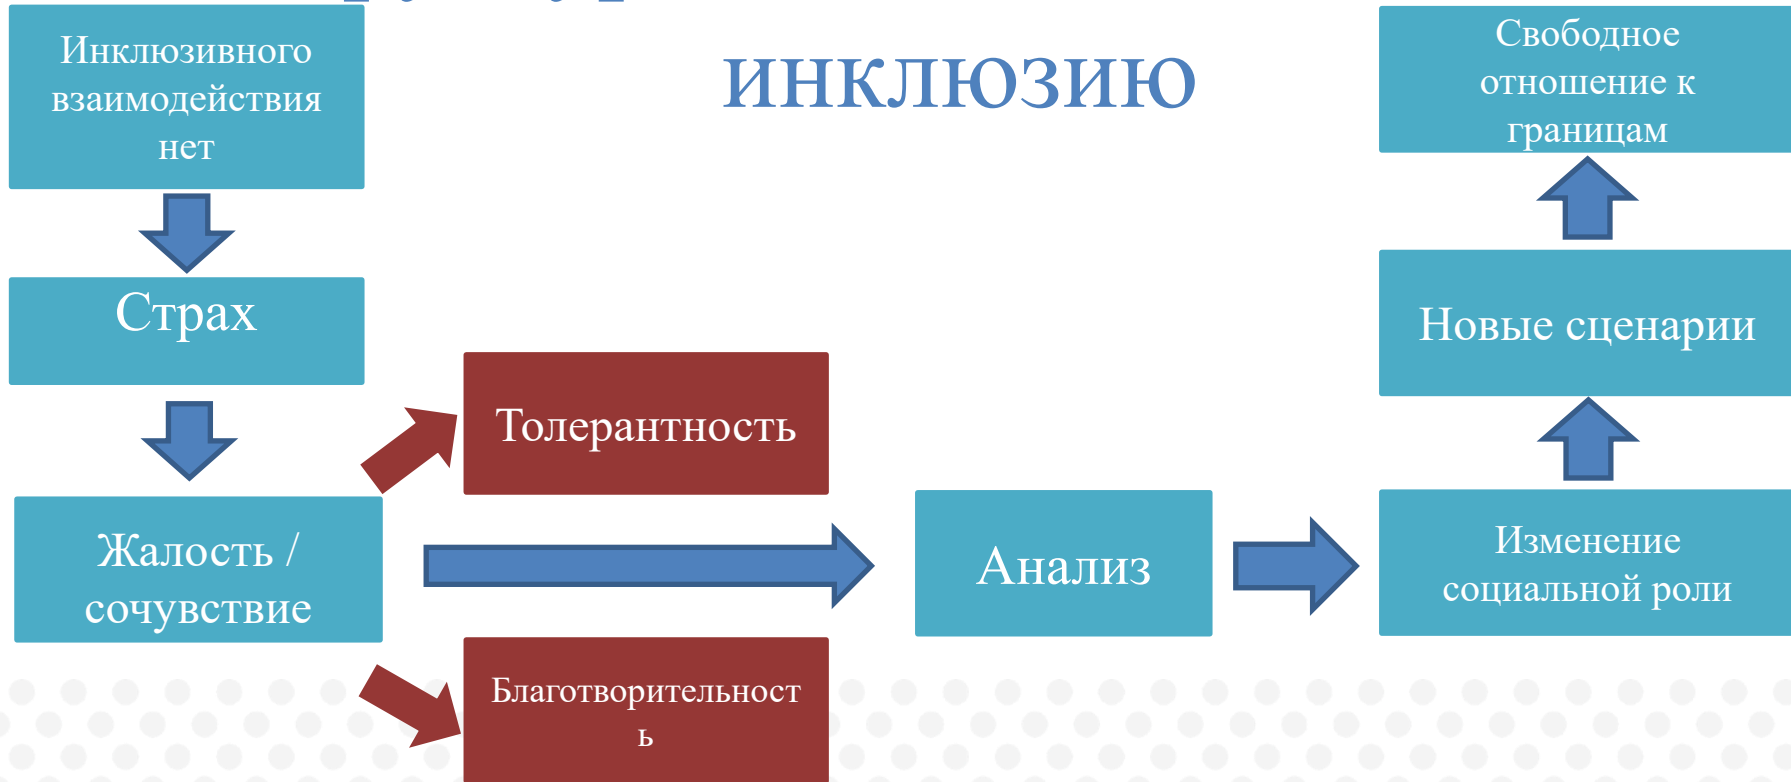 инклюзию
Инклюзивного
взаимодействия
нет
Страх
Жалость /
сочувствие
Толерантность
Благотворительност
ь
Анализ
Изменение
социальной роли
Новые сценарии
Свободное
отношение к
границам